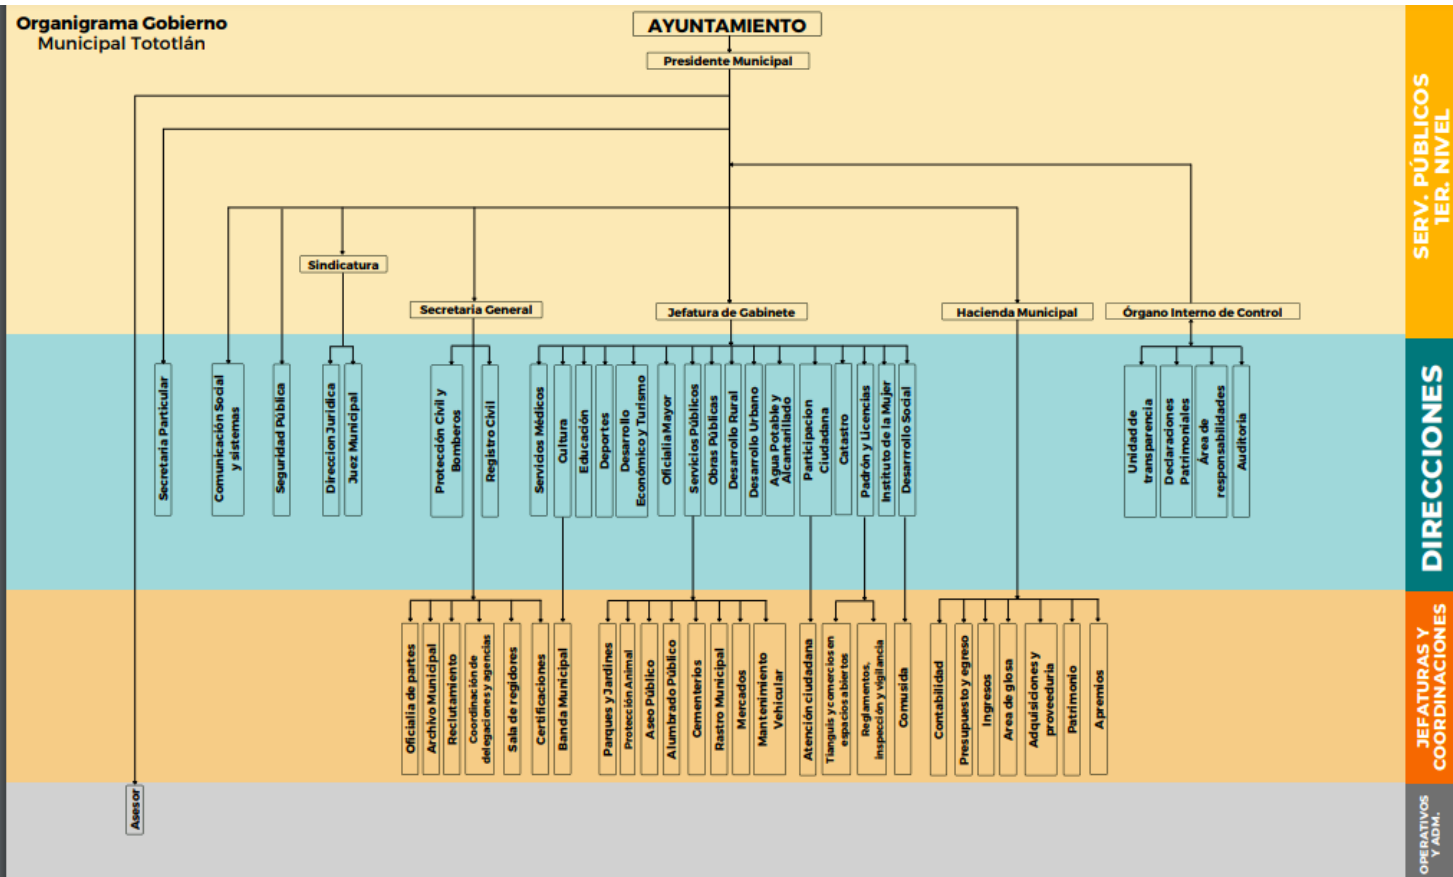 Organigrama Gobierno
Municipal Tototlán
AYUNTAMIENTO
Presidente Municipal
SERV. PÚBLICOS
1ER. NIVEL
Sindicatura
Secretaria General
Jefatura de Gabinete
Hacienda Municipal
Órgano Interno de Control
DIRECCIONES
Secretaria Particular
Comunicación Social
y sistemas
Seguridad Pública
Direccion Juridica
Juez Municipal
Protección Civil y
Bomberos
Registro Civil
Servicios Médicos
Cultura
Educación
Deportes
Desarrollo
Económico y Turismo
Oficialia Mayor
Servicios Públicos
Obras Públicas
Desarrollo Rural
Desarrollo Urbano
Agua Potable y
Alcantarillado
Participacion
Ciudadana
Catastro
Padrón y Licencias
Instituto de la Mujer
Desarrrollo Social
Unidad de
transparencia
Declaraciones
Patrimoniales
Área de
responsabilidades
Auditoría
JEFATURAS Y
COORDINACIONES
Oficialia de partes
Archivo Municipal
Reclutamiento
Coordinación de
delegaciones y agencias
Sala de regidores
Certificaciones
Banda Municipal
Parques y Jardines
Protección Animal
Aseo Público
Alumbrado Público
Cementerios
Rastro Municipal
Mercados
Mantenimiento
Vehicular
Atención ciudadana
Tianguis y comercios en
espacios abiertos
Reglamentos,
inspección y vigilancia
Comusida
Contabilidad
Presupuesto y egreso
Ingresos
Area de glosa
Adquisiciones y
proveeduria
Patrimonio
Apremios
OPERATIVOS
Y ADM.
Asesor